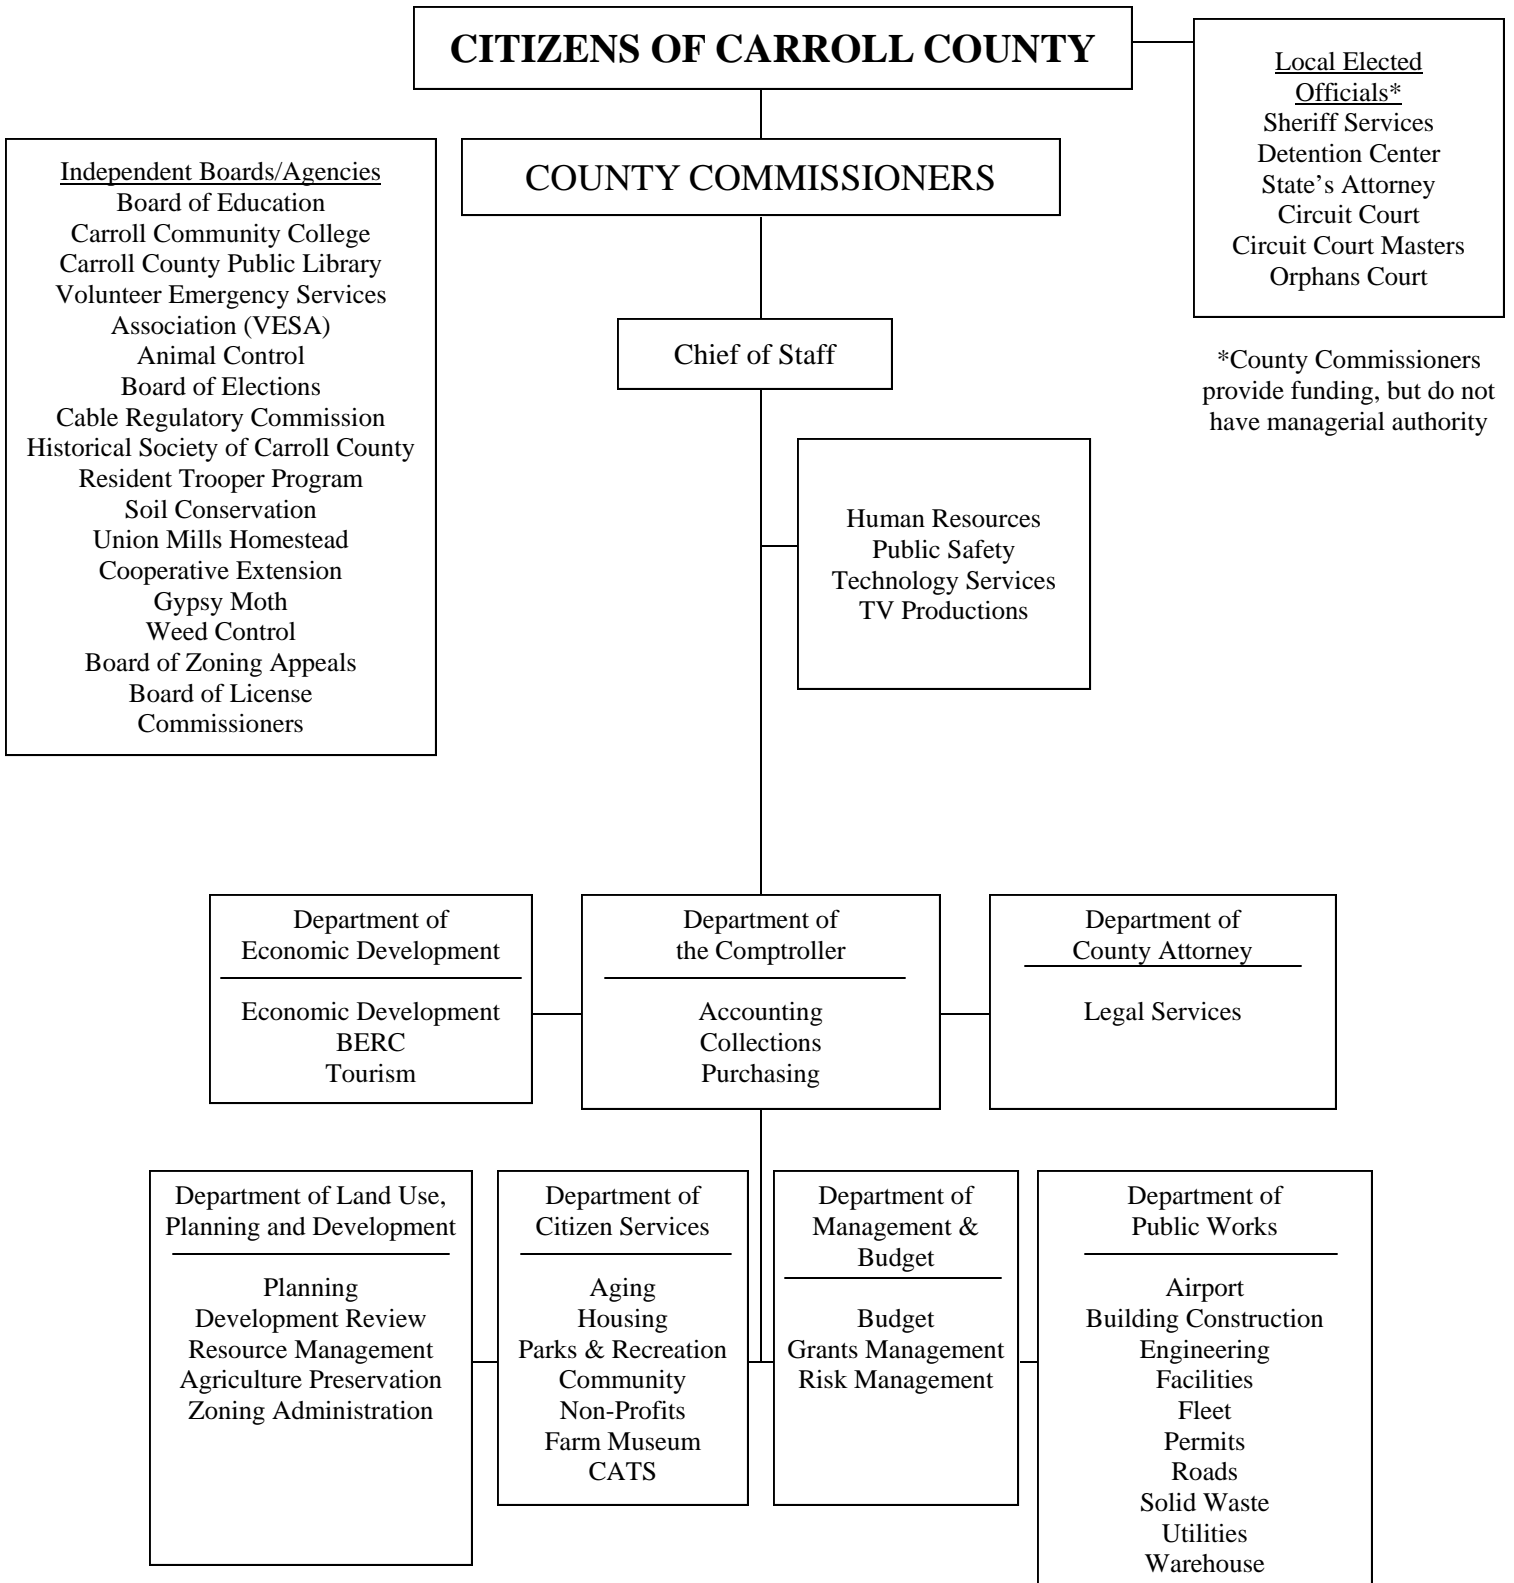 CITIZENS OF CARROLL COUNTY
Local Elected
Officials*
Sheriff Services
Detention Center
State’s Attorney
Circuit Court
Circuit Court Masters
Orphans Court
*County Commissioners
provide funding, but do not
have managerial authority
COUNTY COMMISSIONERS
Independent Boards/Agencies
Board of Education
Carroll Community College
Carroll County Public Library
Volunteer Emergency Services
Association (VESA)
Animal Control
Board of Elections
Cable Regulatory Commission
Historical Society of Carroll County
Resident Trooper Program
Soil Conservation
Union Mills Homestead
Cooperative Extension
Gypsy Moth
Weed Control
Board of Zoning Appeals
Board of License
Commissioners
Chief of Staff
Human Resources
Public Safety
Technology Services
TV Productions
Department of
Economic Development
Economic Development
BERC
Tourism
Department of
the Comptroller
Accounting
Collections
Purchasing
Department of
County Attorney
Legal Services
Department of Land Use,
Planning and Development
Planning
Development Review
Resource Management
Agriculture Preservation
Zoning Administration
Department of
Citizen Services
Aging
Housing
Parks & Recreation
Community
Non-Profits
Farm Museum
CATS
Department of
Management &
Budget
Budget
Grants Management
Risk Management
Department of
Public Works
Airport
Building Construction
Engineering
Facilities
Fleet
Permits
Roads
Solid Waste
Utilities
Warehouse